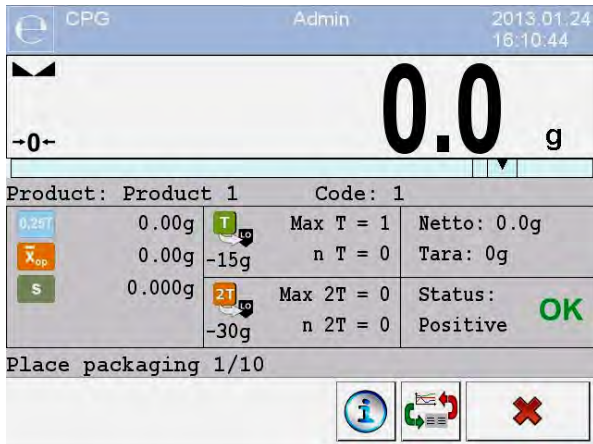 e CPG Admin 2013.01.24
16:10:44
0.0 g
→0←
Product: Product 1 Code: 1
0,25T 0.00g T LO Max T = 1 Netto: 0.0g
X̅op 0.00g -15g n T = 0 Tara: 0g
S 0.000g 2T LO Max 2T = 0 Status: OK
-30g n 2T = 0 Positive
Place packaging 1/10
i